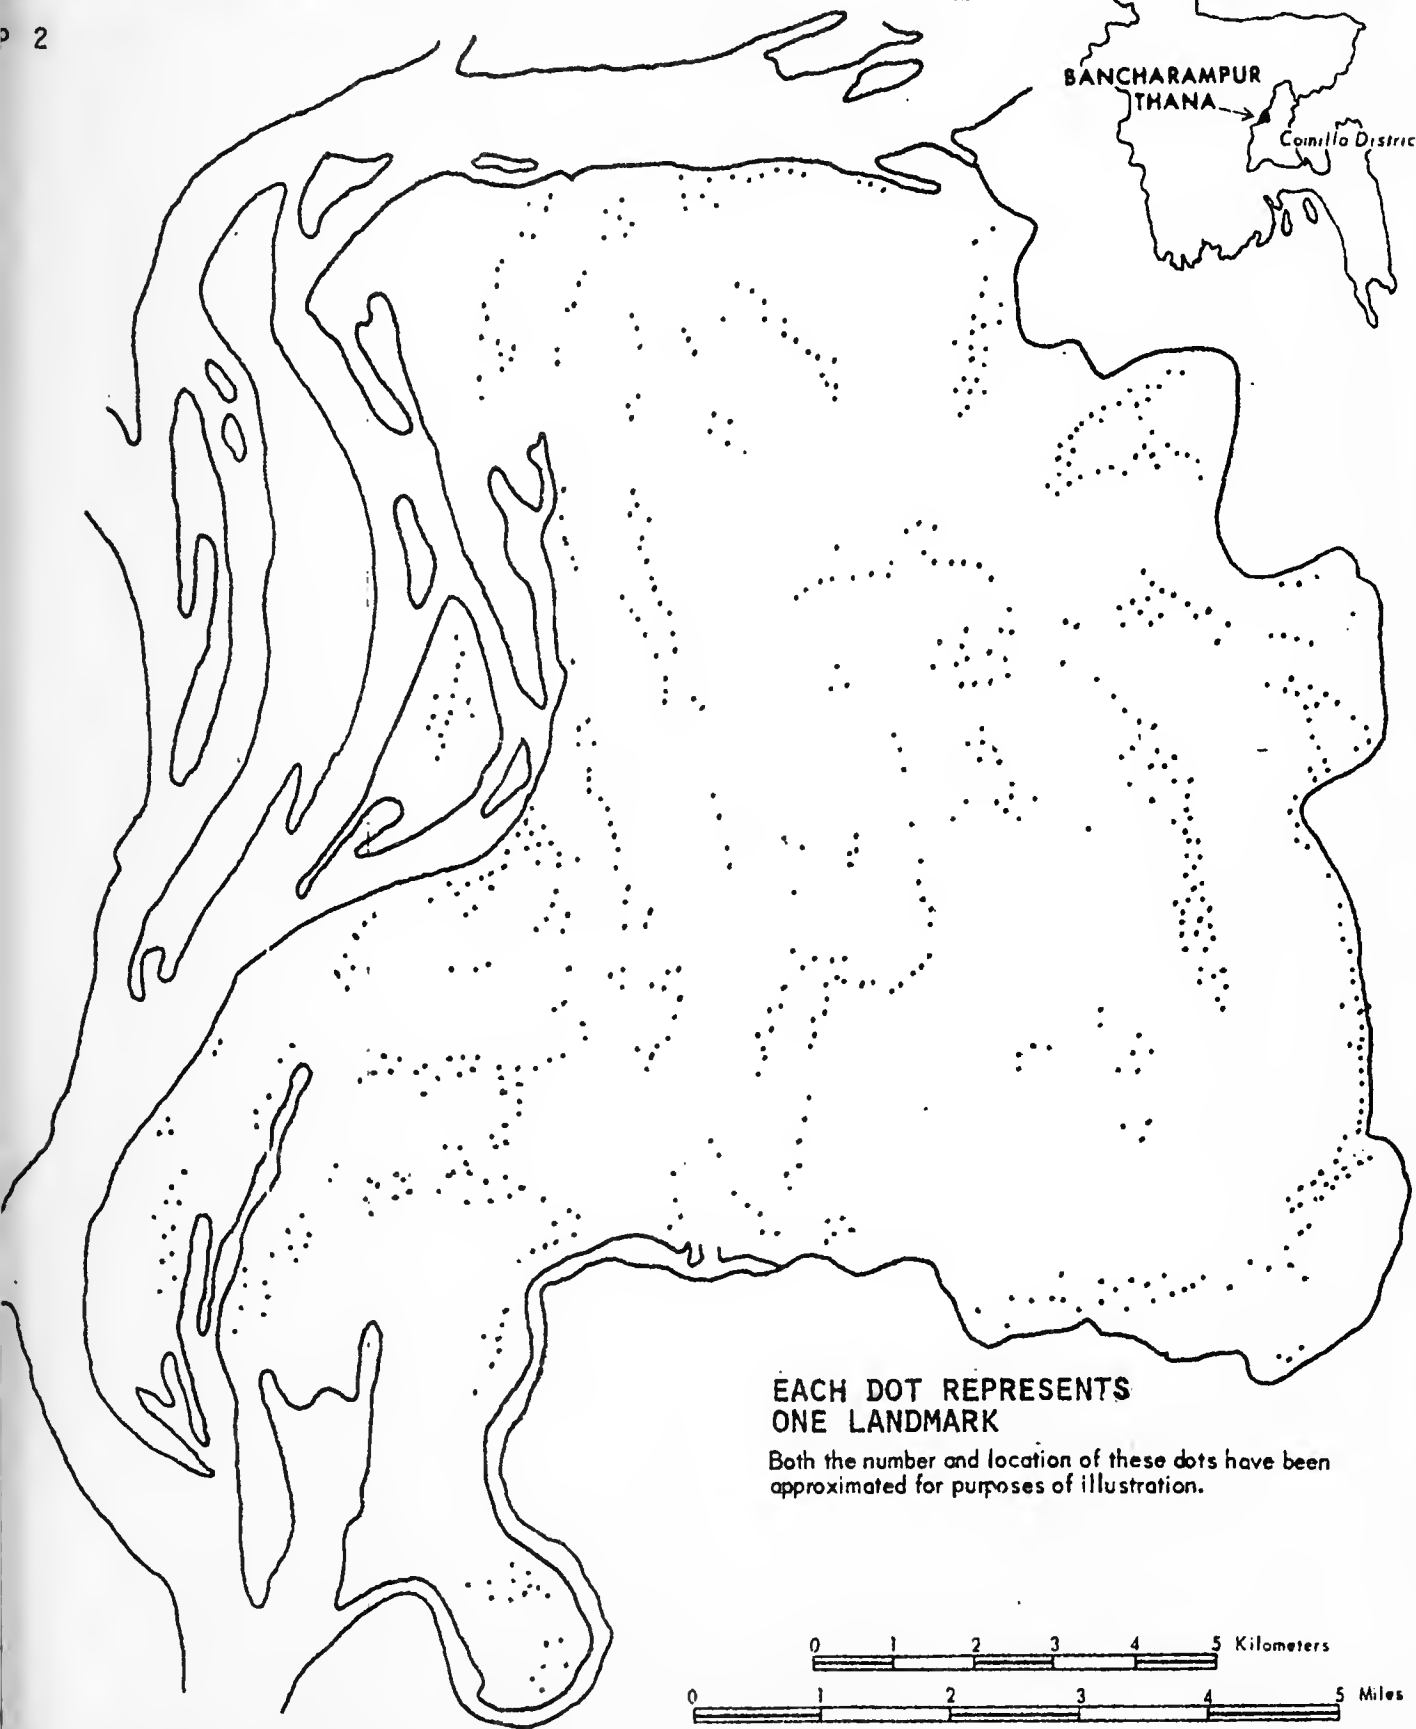 P 2
BANCHARAMPUR
THANA
Comilla Distric
EACH DOT REPRESENTS
ONE LANDMARK
Both the number and location of these dots have been
approximated for purposes of illustration.
0 1 2 3 4 5 Kilometers
0 1 2 3 4 5 Miles